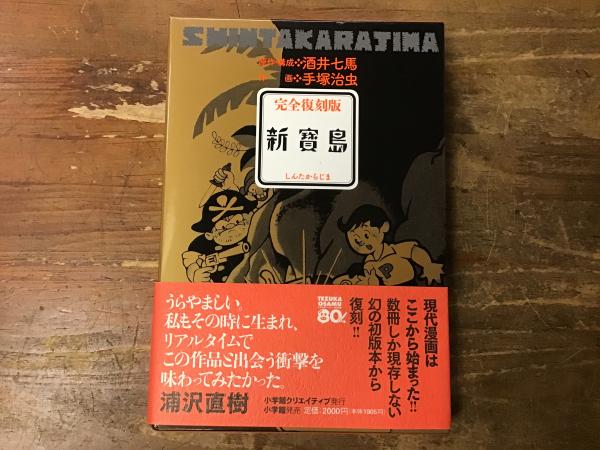 SHINTAKARAJIMA
原作・構成✣酒井七馬
作 画✣手塚治虫
完全復刻版
新寶島
しんたからじま
P
TEZUKA
OSAMU
80th
現代漫画は
ここから始まった!!
数冊しか現存しない
幻の初版本から
復刻!!
うらやましい。
私もその時に生まれ、
リアルタイムで
この作品と出会う衝撃を
味わってみたかった。
浦沢直樹
小学館クリエイティブ発行
小学館発売 定価:2000円(本体1905円)